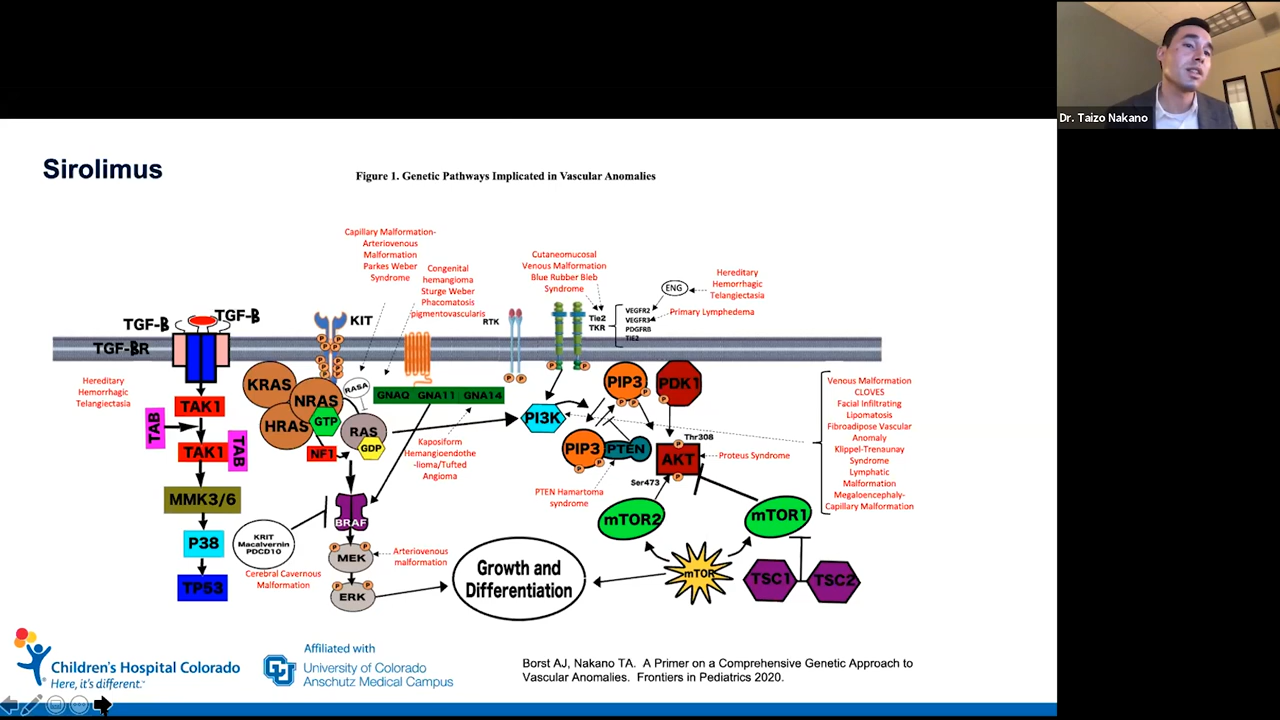 Dr. Taizo Nakano
Sirolimus
Figure 1. Genetic Pathways Implicated in Vascular Anomalies
Capillary Malformation-
Arteriovenous
Malformation
Parkes Weber
Syndrome
Congenital
hemangioma
Sturge Weber
Phacomatosis
pigmentovascularis
Cutaneomucosal
Venous Malformation
Blue Rubber Bleb
Syndrome
ENG
Hereditary
Hemorrhagic
Telangiectasia
Primary Lymphedema
TGF-B
TGF-B
TGF-BR
KIT
RTK
Tie2
TKR
VEGFR2
VEGFR3
PDGFRB
TIE2
P
P
P
P
P
P
P
P
P
P
P
P
Hereditary
Hemorrhagic
Telangiectasia
TAK1
TAB
TAK1
TAB
MMK3/6
P38
TP53
KRAS
NRAS
HRAS
GTP
NF1
RASA
RAS
GDP
GNAQ GNA11 GNA14
Kaposiform
Hemangioendothe
-lioma/Tufted
Angioma
KRIT
Macalvernin
PDCD10
Cerebral Cavernous
Malformation
BRAF
P P
MEK
P P
ERK
Arteriovenous
malformation
Growth and
Differentiation
PI3K
PIP3
P
P
PDK1
PIP3
P
P
PTEN
PTEN Hamartoma
syndrome
P
Thr308
AKT
P
Ser473
Proteus Syndrome
mTOR2
mTOR1
mTOR
TSC1
TSC2
Venous Malformation
CLOVES
Facial Infiltrating
Lipomatosis
Fibroadipose Vascular
Anomaly
Klippel-Trenaunay
Syndrome
Lymphatic
Malformation
Megaloencephaly-
Capillary Malformation
Children's Hospital Colorado
Here, it's different.™
Affiliated with
CU
University of Colorado
Anschutz Medical Campus
Borst AJ, Nakano TA. A Primer on a Comprehensive Genetic Approach to
Vascular Anomalies. Frontiers in Pediatrics 2020.